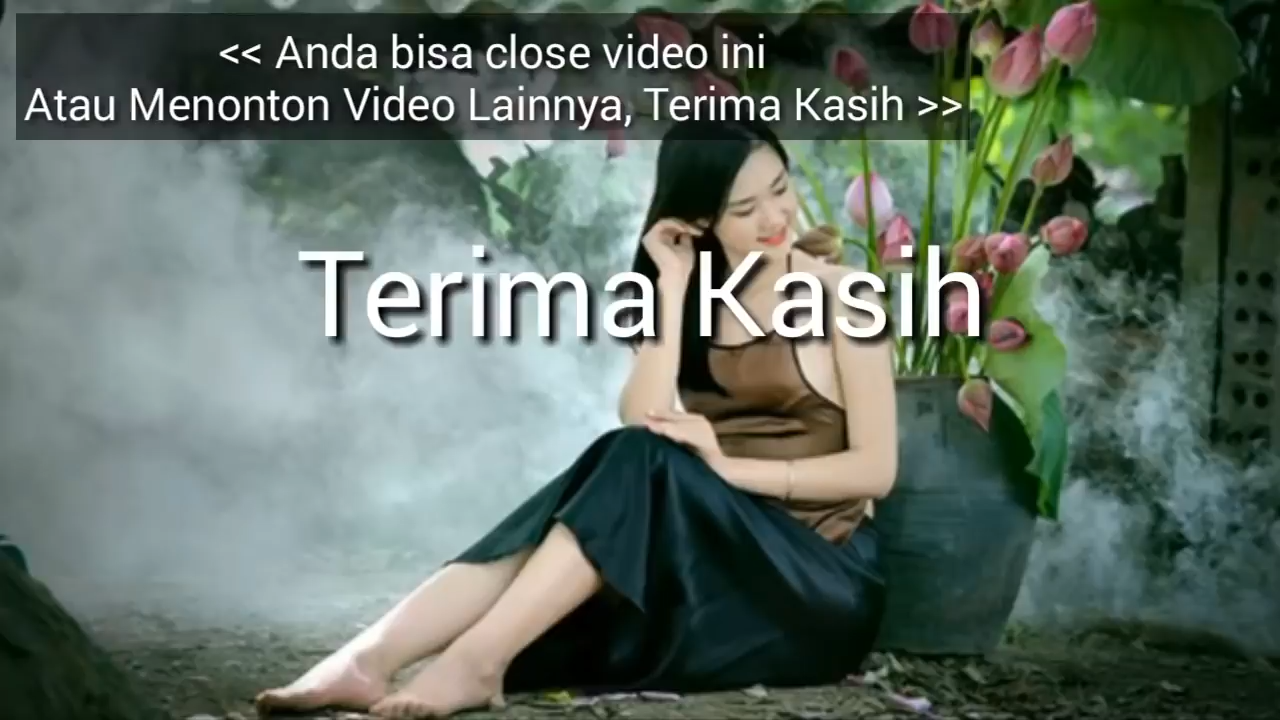 << Anda bisa close video ini
Atau Menonton Video Lainnya, Terima Kasih >>
Terima Kasih